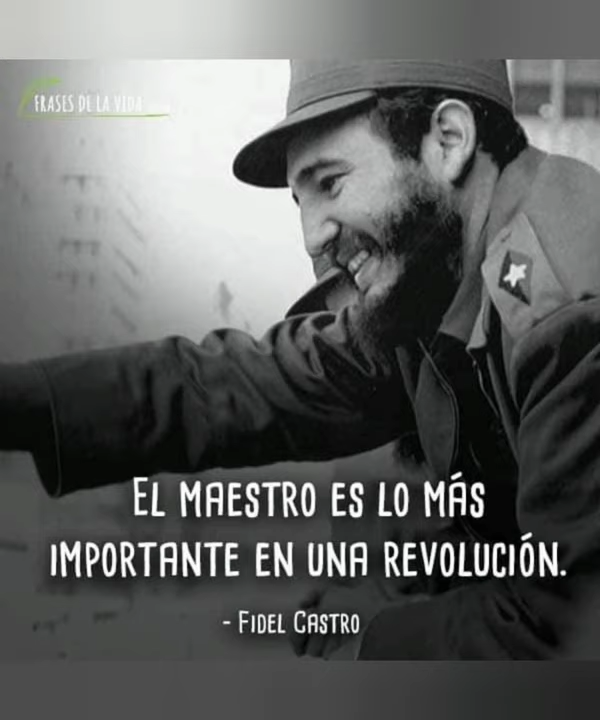 FRASES DE LA VIDA
EL MAESTRO ES LO MÁS
IMPORTANTE EN UNA REVOLUCIÓN.
- FIDEL CASTRO